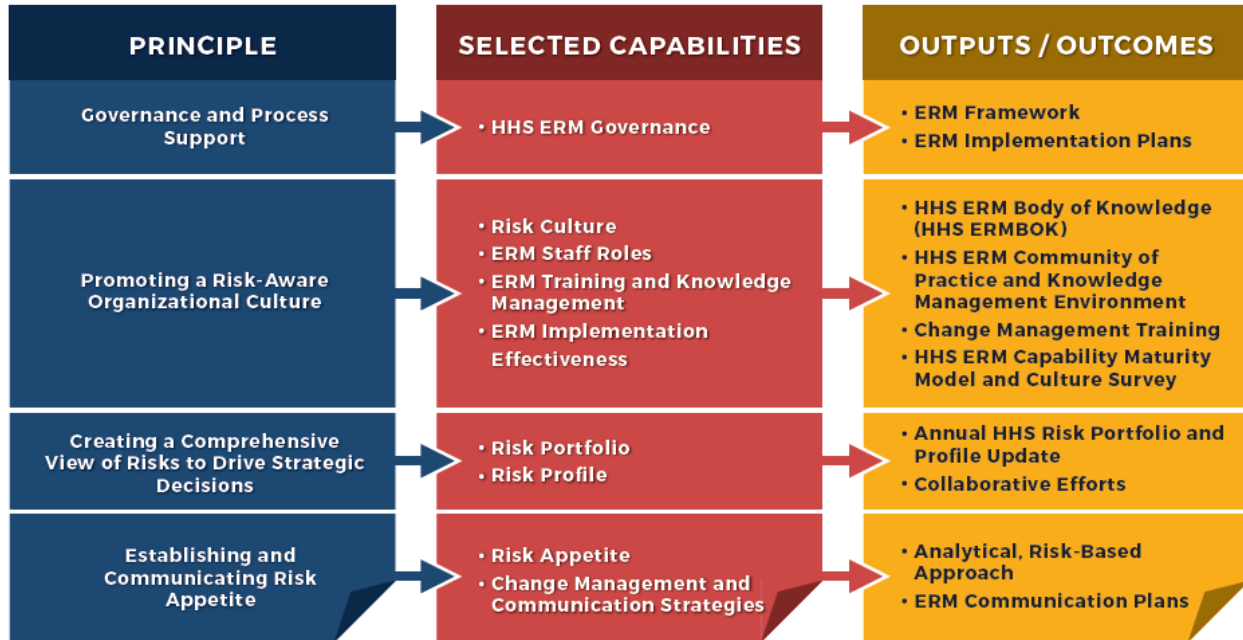 PRINCIPLE
SELECTED CAPABILITIES
OUTPUTS / OUTCOMES
Governance and Process
Support
• HHS ERM Governance
• ERM Framework
• ERM Implementation Plans
Promoting a Risk-Aware
Organizational Culture
• Risk Culture
• ERM Staff Roles
• ERM Training and Knowledge
Management
• ERM Implementation
Effectiveness
• HHS ERM Body of Knowledge
(HHS ERMBOK)
• HHS ERM Community of
Practice and Knowledge
Management Environment
• Change Management Training
• HHS ERM Capability Maturity
Model and Culture Survey
Creating a Comprehensive
View of Risks to Drive Strategic
Decisions
• Risk Portfolio
• Risk Profile
• Annual HHS Risk Portfolio and
Profile Update
• Collaborative Efforts
Establishing and
Communicating Risk
Appetite
• Risk Appetite
• Change Management and
Communication Strategies
• Analytical, Risk-Based
Approach
• ERM Communication Plans